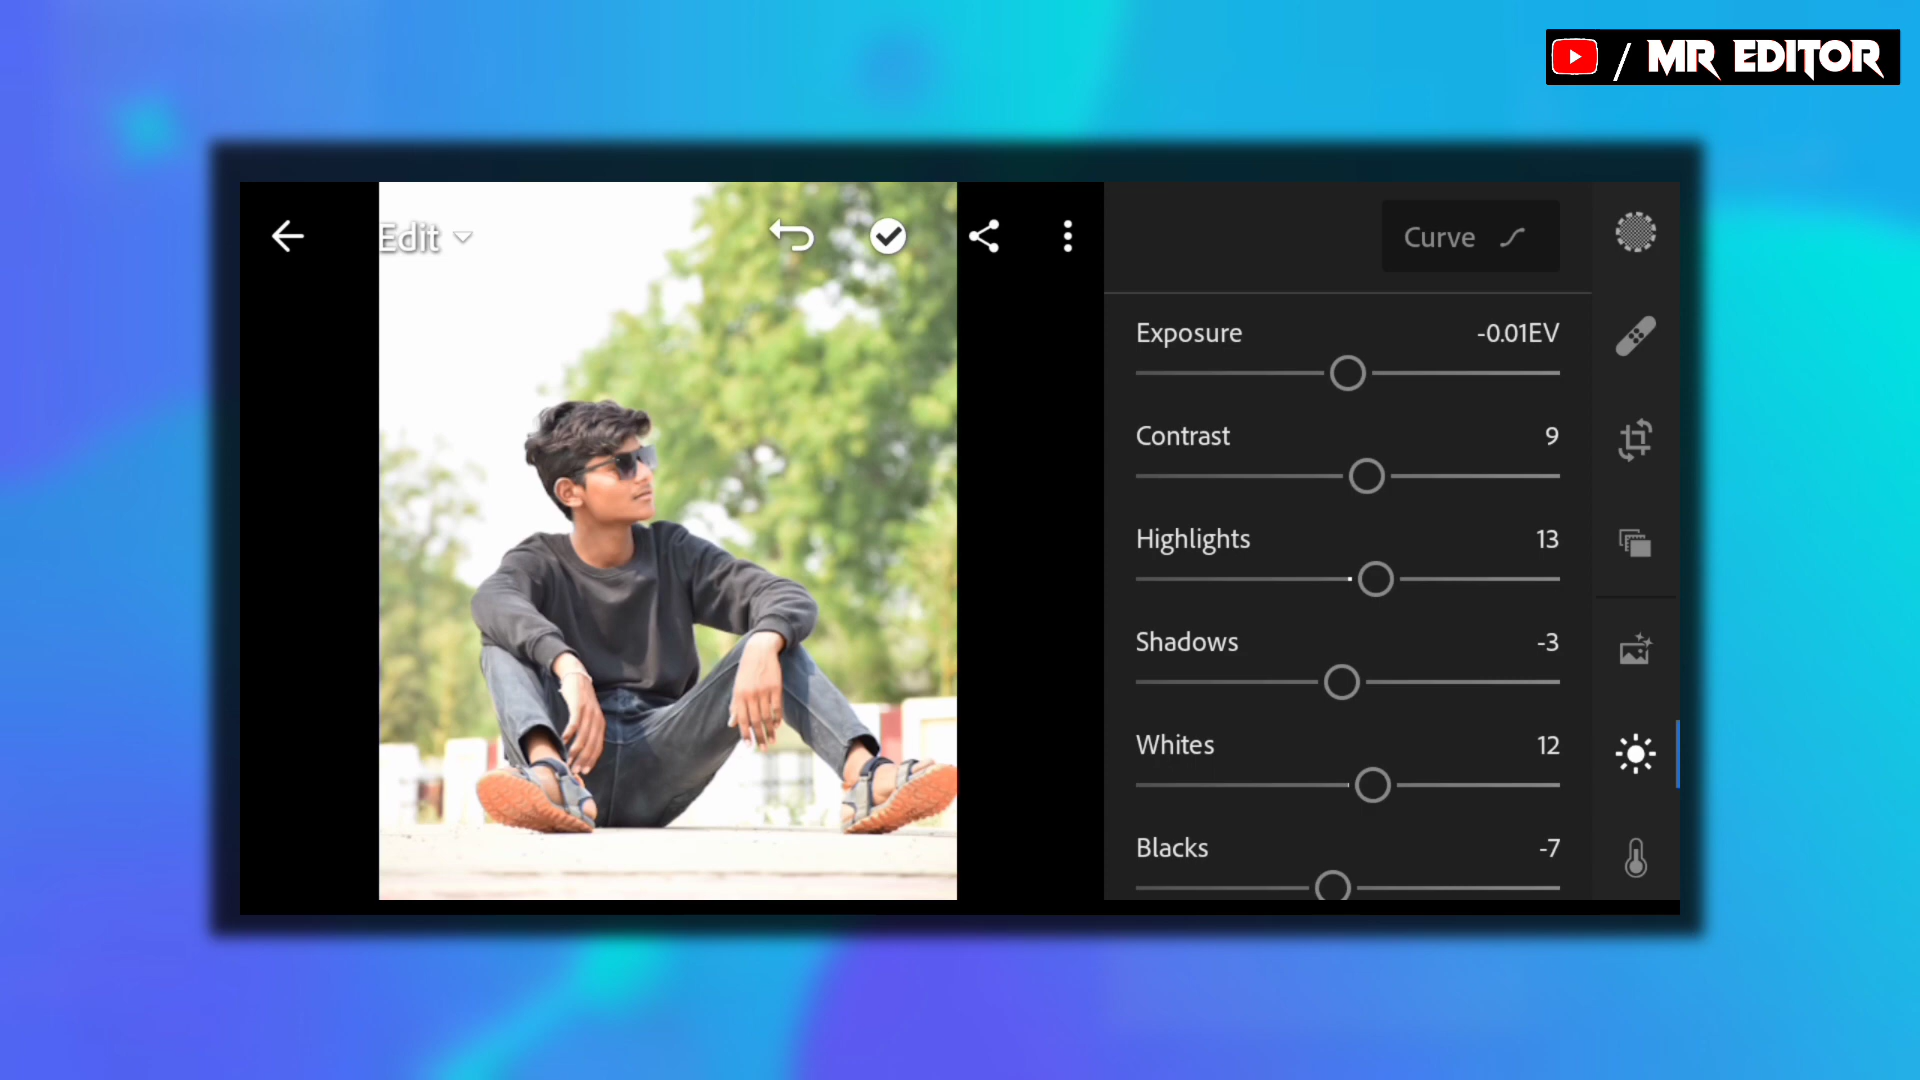 / MR EDITOR
Edit
Curve
Exposure -0.01EV
Contrast 9
Highlights 13
Shadows -3
Whites 12
Blacks -7